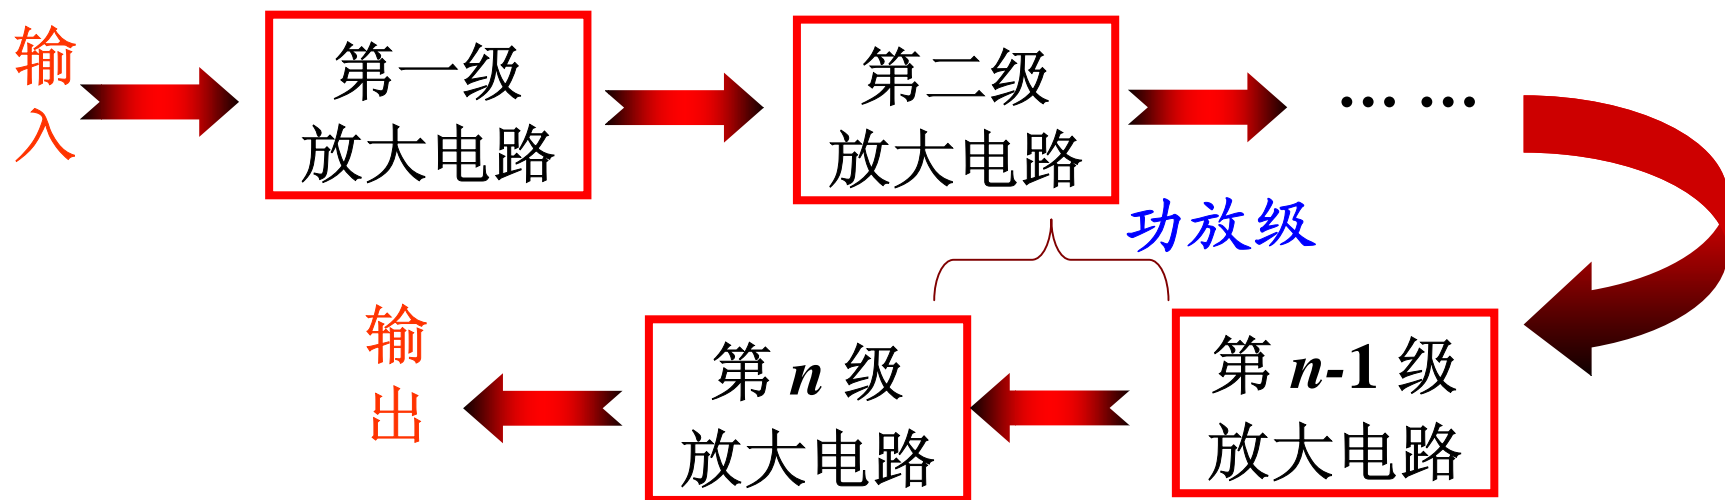 输
入
第一级
放大电路
第二级
放大电路
... ...
功放级
第 n-1 级
放大电路
第 n 级
放大电路
输
出